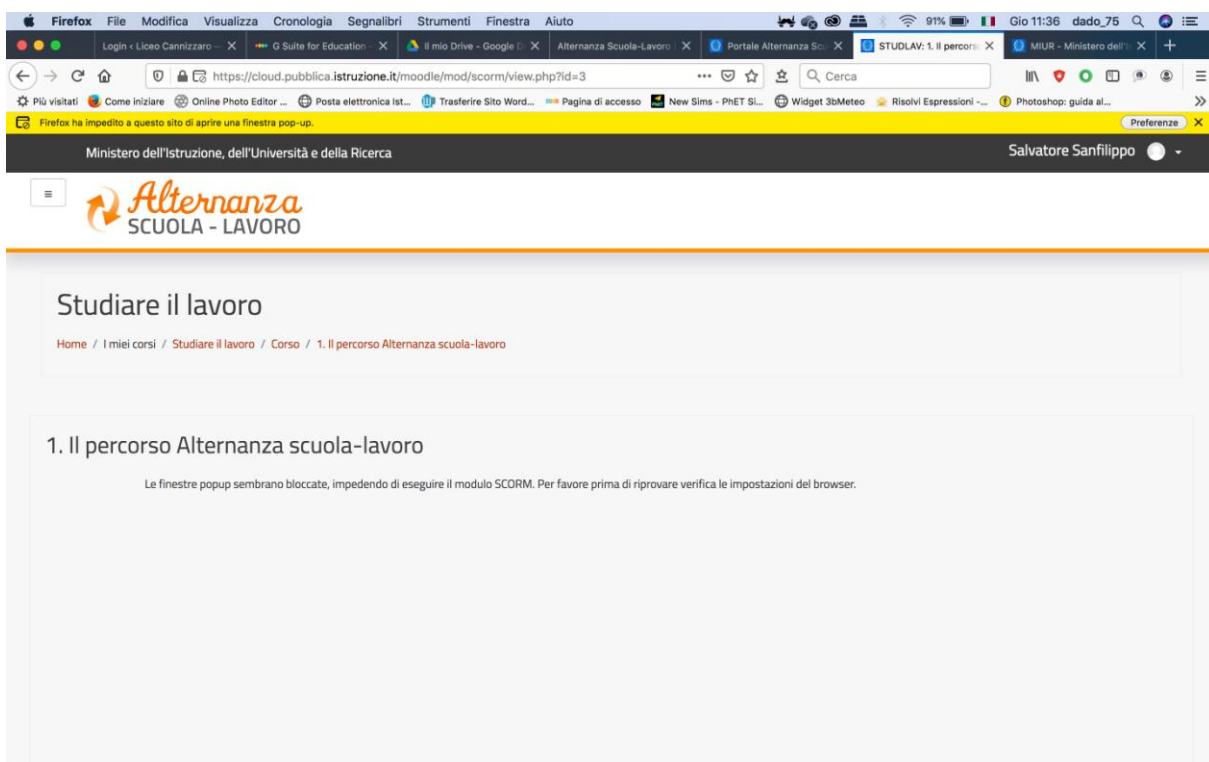 Firefox File Modifica Visualizza Cronologia Segnalibri Strumenti Finestra Aiuto 91% Gio 11:36 dado_75
Login < Liceo Cannizzaro — G Suite for Education - Il mio Drive - Google D Alternanza Scuola-Lavoro | Portale Alternanza Scu STUDLAV: 1. Il percorso MIUR - Ministero dell'Is
https://cloud.pubblica.istruzione.it/moodle/mod/scorm/view.php?id=3 Cerca
Più visitati Come iniziare Online Photo Editor ... Posta elettronica Ist... Trasferire Sito Word... Pagina di accesso New Sims - PhET Si... Widget 3bMeteo Risolvi Espressioni -... Photoshop: guida al...
Firefox ha impedito a questo sito di aprire una finestra pop-up. Preferenze
Ministero dell'Istruzione, dell'Università e della Ricerca Salvatore Sanfilippo
Alternanza
SCUOLA - LAVORO
Studiare il lavoro
Home / I miei corsi / Studiare il lavoro / Corso / 1. Il percorso Alternanza scuola-lavoro
1. Il percorso Alternanza scuola-lavoro
Le finestre popup sembrano bloccate, impedendo di eseguire il modulo SCORM. Per favore prima di riprovare verifica le impostazioni del browser.